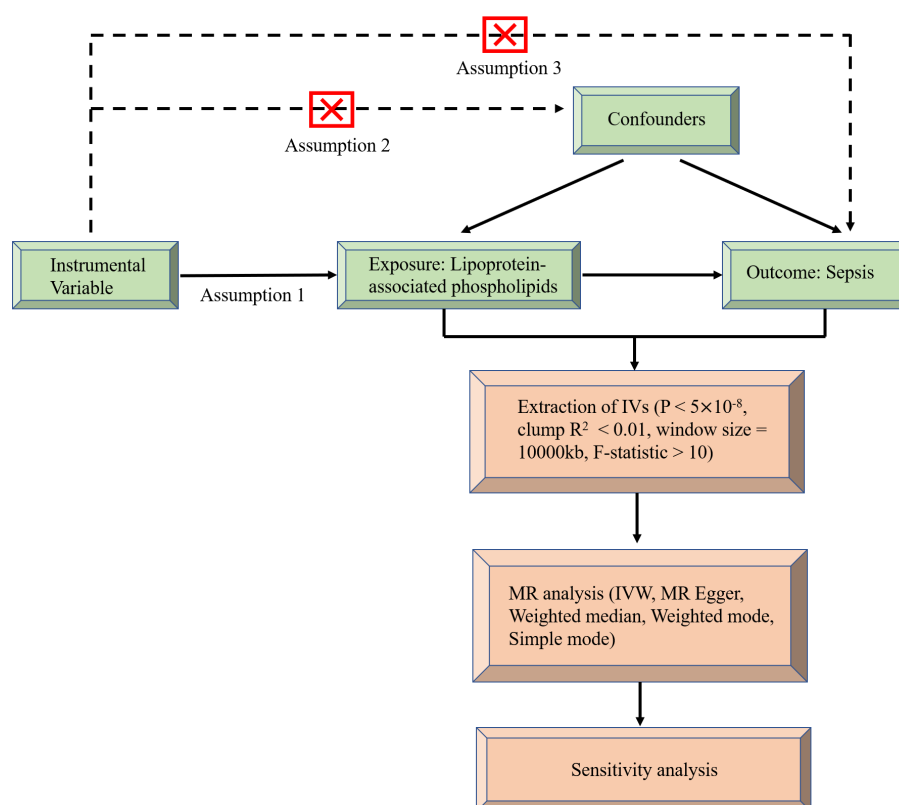 Assumption 3
Assumption 2
Confounders
Instrumental
Variable
Assumption 1
Exposure: Lipoprotein-
associated phospholipids
Outcome: Sepsis
Extraction of IVs (P < 5×10⁻⁸,
clump R² < 0.01, window size =
10000kb, F-statistic > 10)
MR analysis (IVW, MR Egger,
Weighted median, Weighted mode,
Simple mode)
Sensitivity analysis